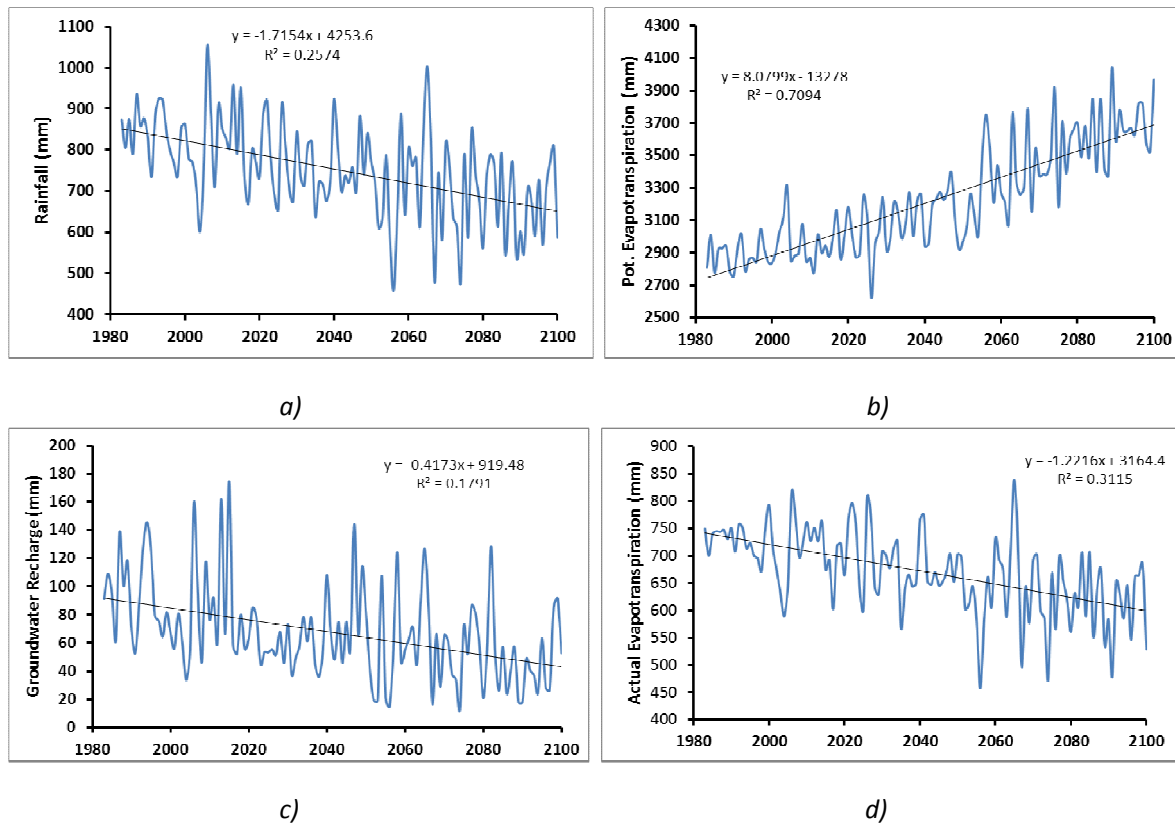 1100
1000
900
800
700
600
500
400
Rainfall (mm)
y = -1.7154x + 4253.6
R² = 0.2574
1980 2000 2020 2040 2060 2080 2100
a)
4300
4100
3900
3700
3500
3300
3100
2900
2700
2500
Pot. Evapotranspiration (mm)
y = 8.0799x - 13278
R² = 0.7094
1980 2000 2020 2040 2060 2080 2100
b)
200
180
160
140
120
100
80
60
40
20
0
Groundwater Recharge (mm)
y = 0.4173x + 919.48
R² = 0.1791
1980 2000 2020 2040 2060 2080 2100
c)
900
850
800
750
700
650
600
550
500
450
400
Actual Evapotranspiration (mm)
y = -1.2216x + 3164.4
R² = 0.3115
1980 2000 2020 2040 2060 2080 2100
d)